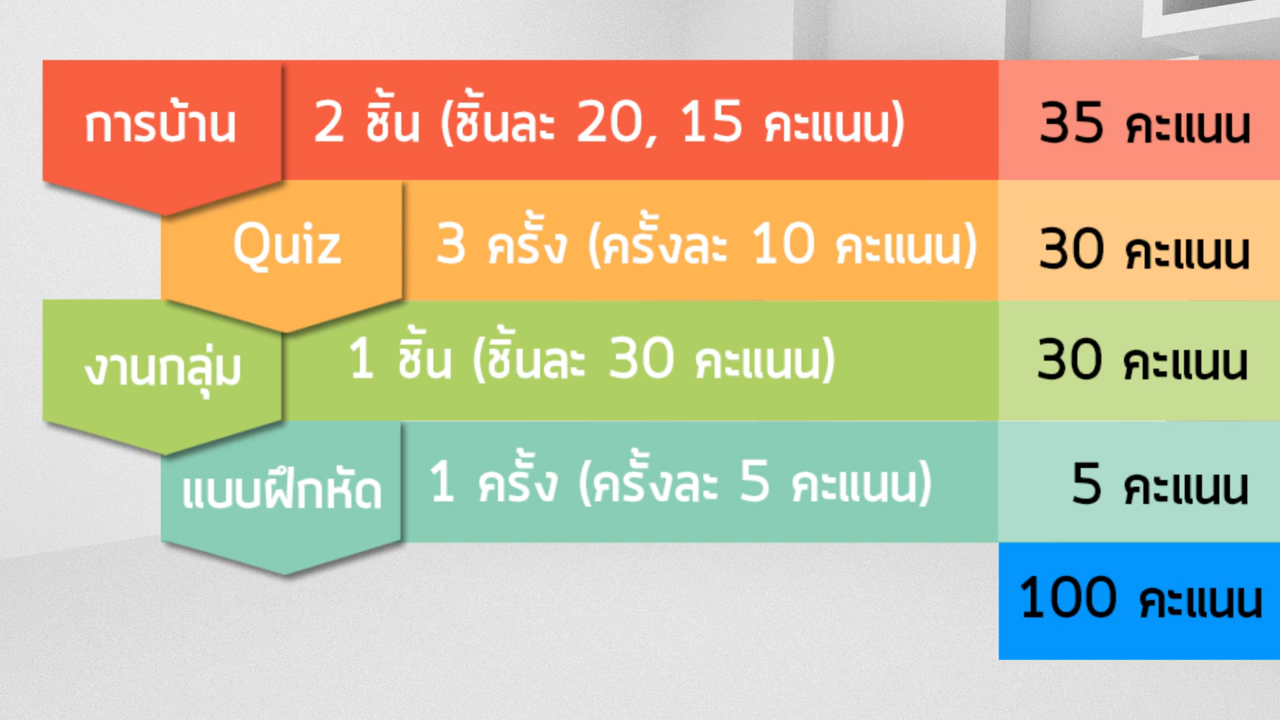 การบ้าน 2 ชิ้น (ชิ้นละ 20, 15 คะแนน) 35 คะแนน
Quiz 3 ครั้ง (ครั้งละ 10 คะแนน) 30 คะแนน
งานกลุ่ม 1 ชิ้น (ชิ้นละ 30 คะแนน) 30 คะแนน
แบบฝึกหัด 1 ครั้ง (ครั้งละ 5 คะแนน) 5 คะแนน
100 คะแนน